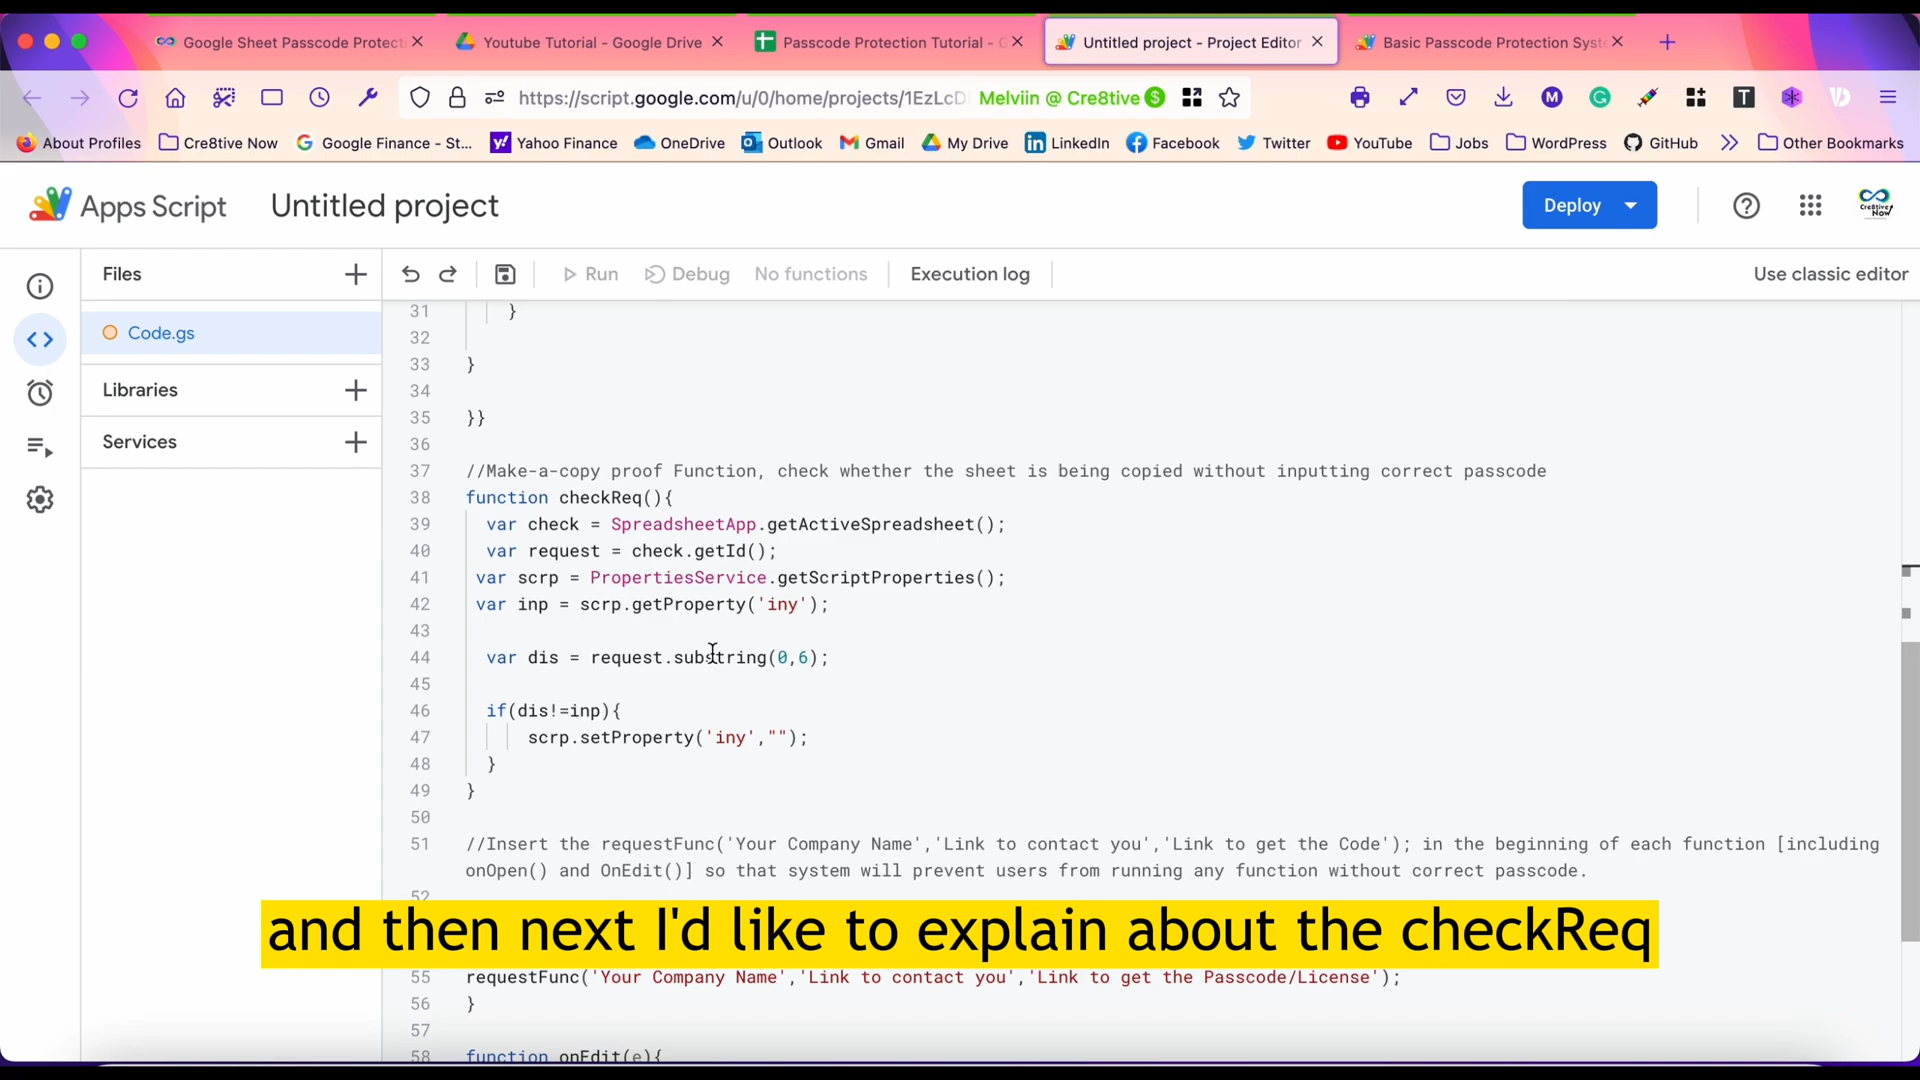 Google Sheet Passcode Protect
Youtube Tutorial - Google Drive
Passcode Protection Tutorial - G
Untitled project - Project Editor
Basic Passcode Protection Syst
https://script.google.com/u/0/home/projects/1EzLcD
Melviin @ Cre8tive
About Profiles
Cre8tive Now
Google Finance - St...
Yahoo Finance
OneDrive
Outlook
Gmail
My Drive
LinkedIn
Facebook
Twitter
YouTube
Jobs
WordPress
GitHub
Other Bookmarks
Apps Script
Untitled project
Deploy
Cre8tive Now
Files
Run
Debug
No functions
Execution log
Use classic editor
Code.gs
Libraries
Services
31 }
32
33 }
34
35 }}
36
37 //Make-a-copy proof Function, check whether the sheet is being copied without inputting correct passcode
38 function checkReq(){
39 var check = SpreadsheetApp.getActiveSpreadsheet();
40 var request = check.getId();
41 var scrp = PropertiesService.getScriptProperties();
42 var inp = scrp.getProperty('iny');
43
44 var dis = request.substring(0,6);
45
46 if(dis!=inp){
47 scrp.setProperty('iny',"");
48 }
49 }
50
51 //Insert the requestFunc('Your Company Name','Link to contact you','Link to get the Code'); in the beginning of each function [including
onOpen() and OnEdit()] so that system will prevent users from running any function without correct passcode.
52
and then next I'd like to explain about the checkReq
55 requestFunc('Your Company Name','Link to contact you','Link to get the Passcode/License');
56 }
57
58 function onEdit(e){